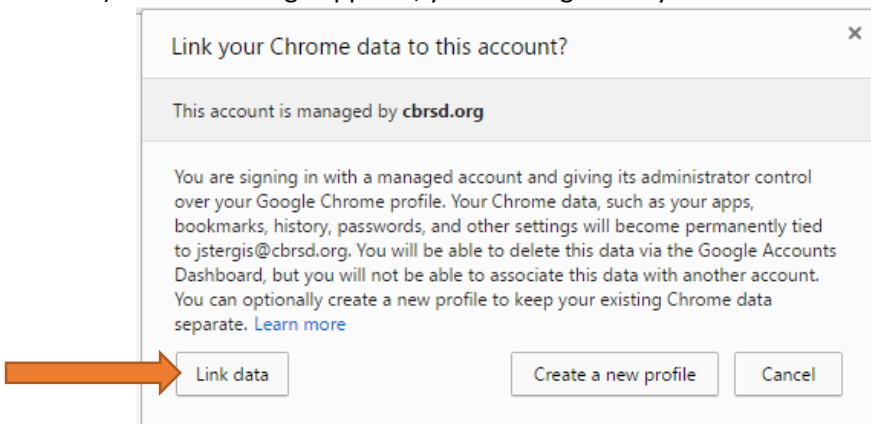 Link your Chrome data to this account?
×
This account is managed by cbrsd.org
You are signing in with a managed account and giving its administrator control
over your Google Chrome profile. Your Chrome data, such as your apps,
bookmarks, history, passwords, and other settings will become permanently tied
to jstergis@cbrsd.org. You will be able to delete this data via the Google Accounts
Dashboard, but you will not be able to associate this data with another account.
You can optionally create a new profile to keep your existing Chrome data
separate. Learn more
Link data Create a new profile Cancel